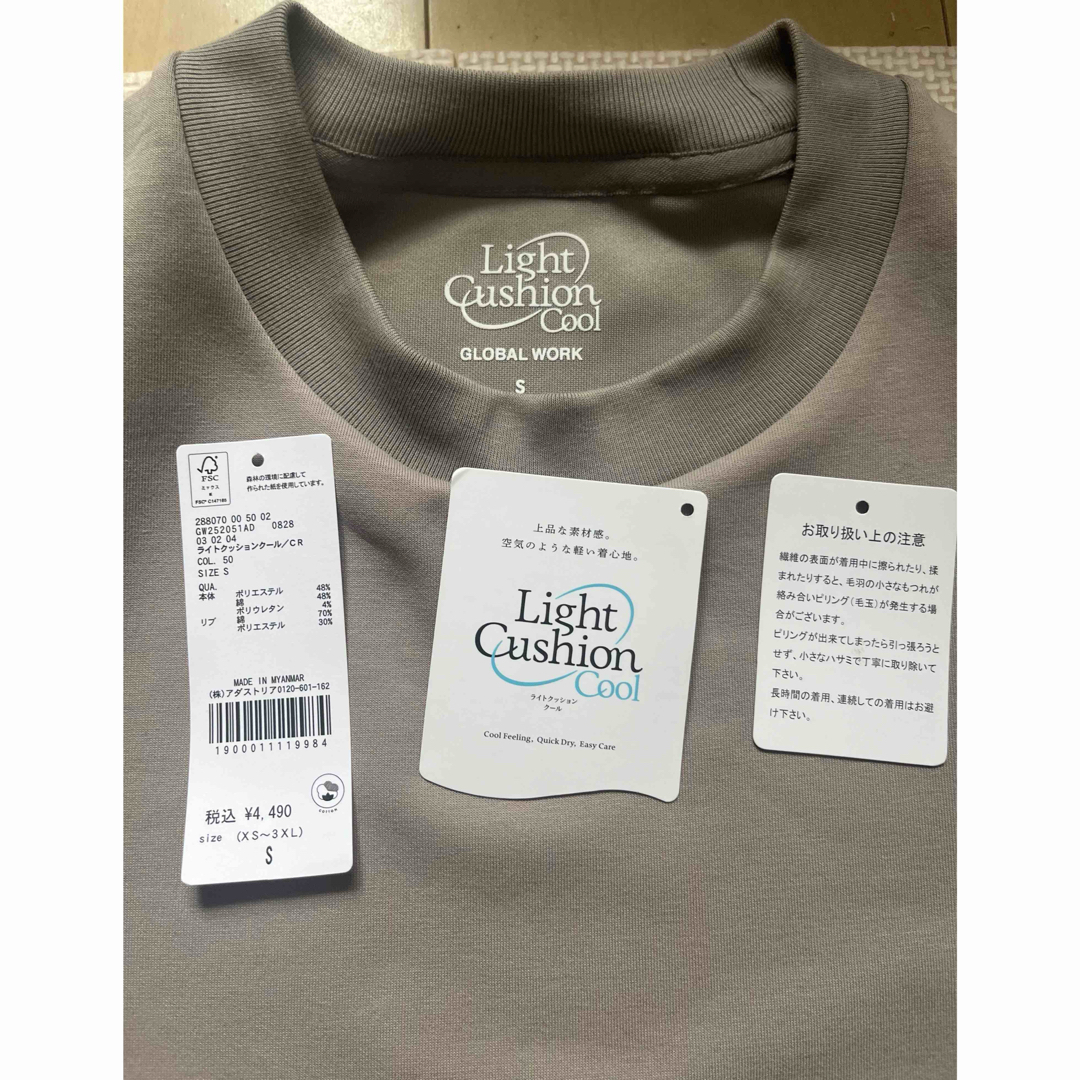 Light
Cushion
Cool
GLOBAL WORK
S
FSC
ミックス
紙
FSC® C147185
森林の環境に配慮して
作られた紙を使用しています。
288070 00 50 02
GW252051AD 0828
03 02 04
ライトクッションクール/CR
COL. 50
SIZE S
QUA.
本体 ポリエステル 48%
綿 48%
ポリウレタン 4%
リブ 綿 70%
ポリエステル 30%
MADE IN MYANMAR
(株)アダストリア0120-601-162
1900011119984
cotton
税込 ¥4,490
size (XS～3XL)
S
上品な素材感。
空気のような軽い着心地。
Light
Cushion
Cool
ライトクッション
クール
Cool Feeling, Quick Dry, Easy Care
お取り扱い上の注意
繊維の表面が着用中に擦られたり、揉
まれたりすると、毛羽の小さなもつれが
絡み合いピリング(毛玉)が発生する場
合がございます。
ピリングが出来てしまったら引っ張ろうと
せず、小さなハサミで丁寧に取り除いて
下さい。
長時間の着用、連続しての着用はお避
け下さい。